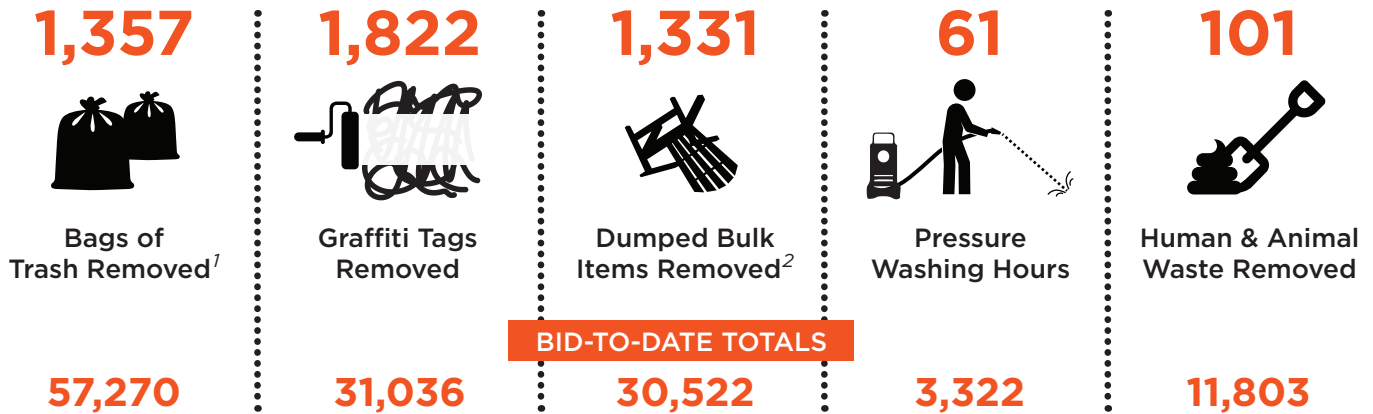 1,357
Bags of
Trash Removed1
1,822
Graffiti Tags
Removed
1,331
Dumped Bulk
Items Removed2
61
Pressure
Washing Hours
101
Human & Animal
Waste Removed
BID-TO-DATE TOTALS
57,270
31,036
30,522
3,322
11,803